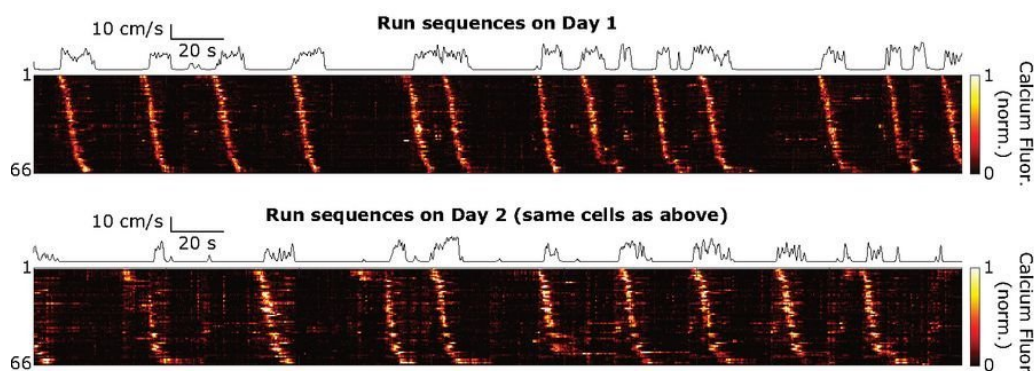 Run sequences on Day 1
10 cm/s
20 s
1
66
1
0
Calcium Fluor.
(norm.)
Run sequences on Day 2 (same cells as above)
10 cm/s
20 s
1
66
1
0
Calcium Fluor.
(norm.)